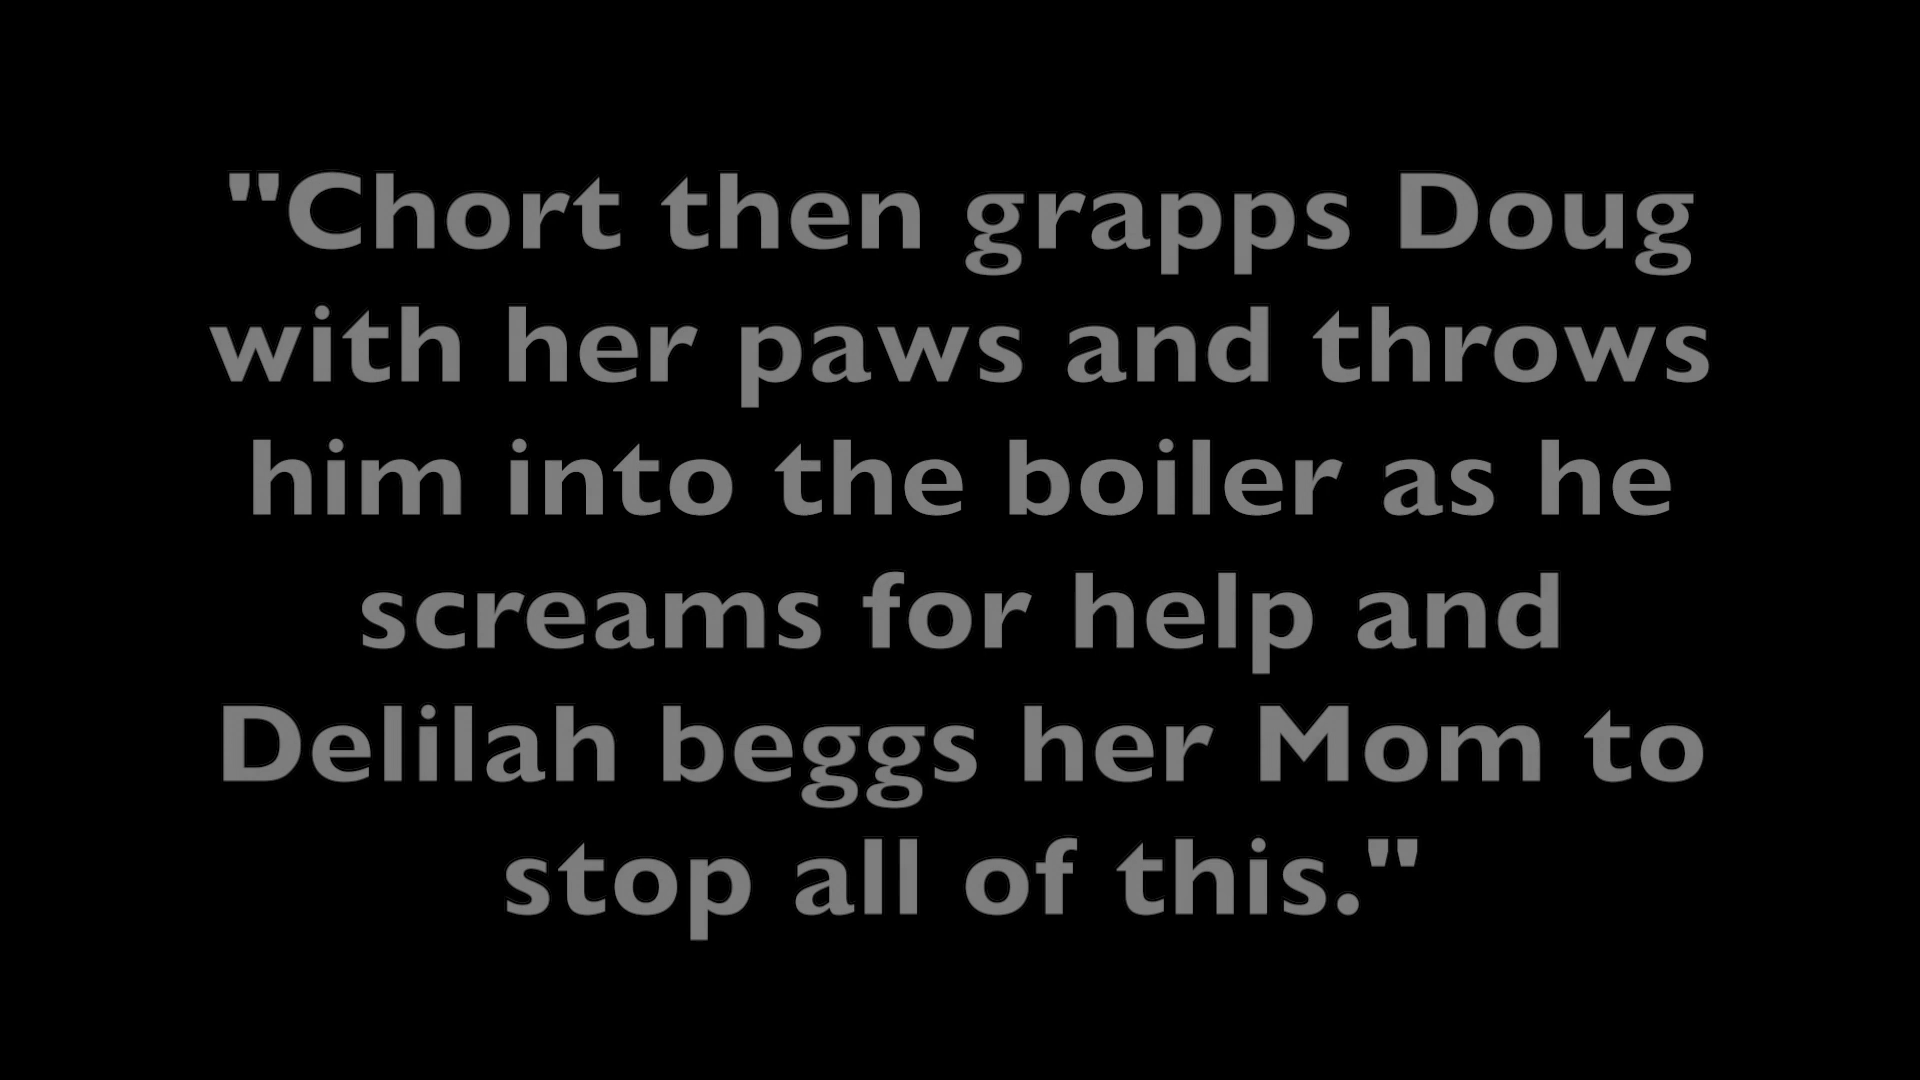 "Chort then grapps Doug
with her paws and throws
him into the boiler as he
screams for help and
Delilah beggs her Mom to
stop all of this."